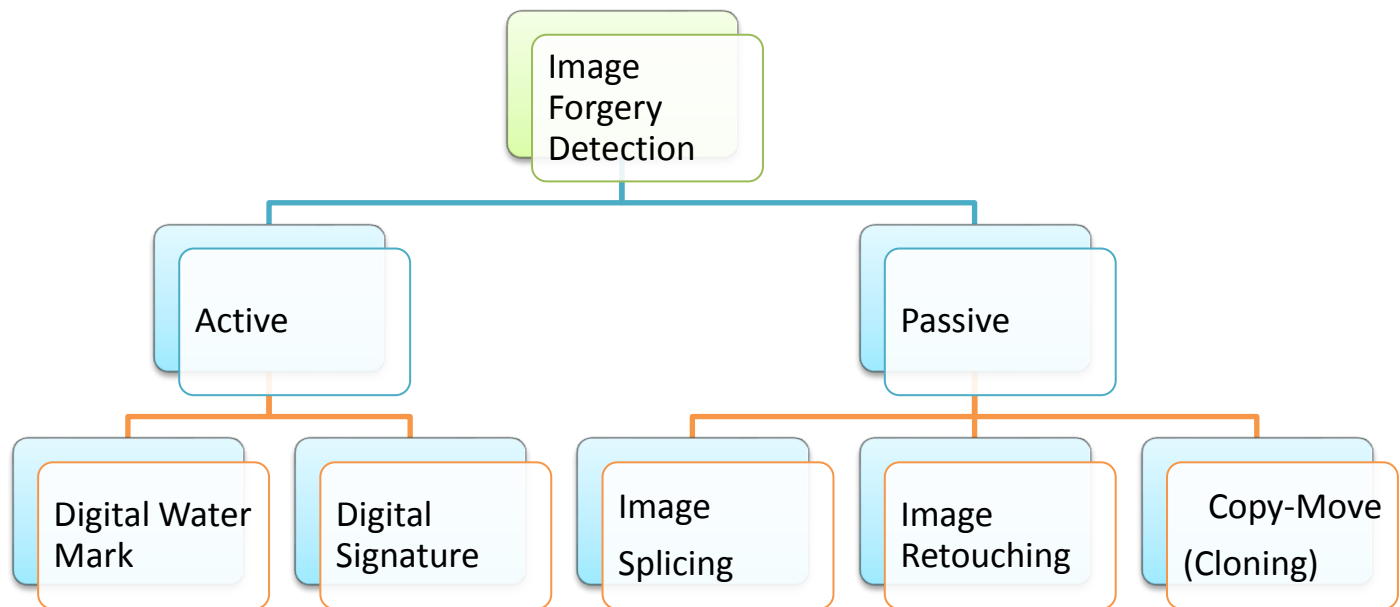 Image
Forgery
Detection
Active
Passive
Digital Water
Mark
Digital
Signature
Image
Splicing
Image
Retouching
Copy-Move
(Cloning)